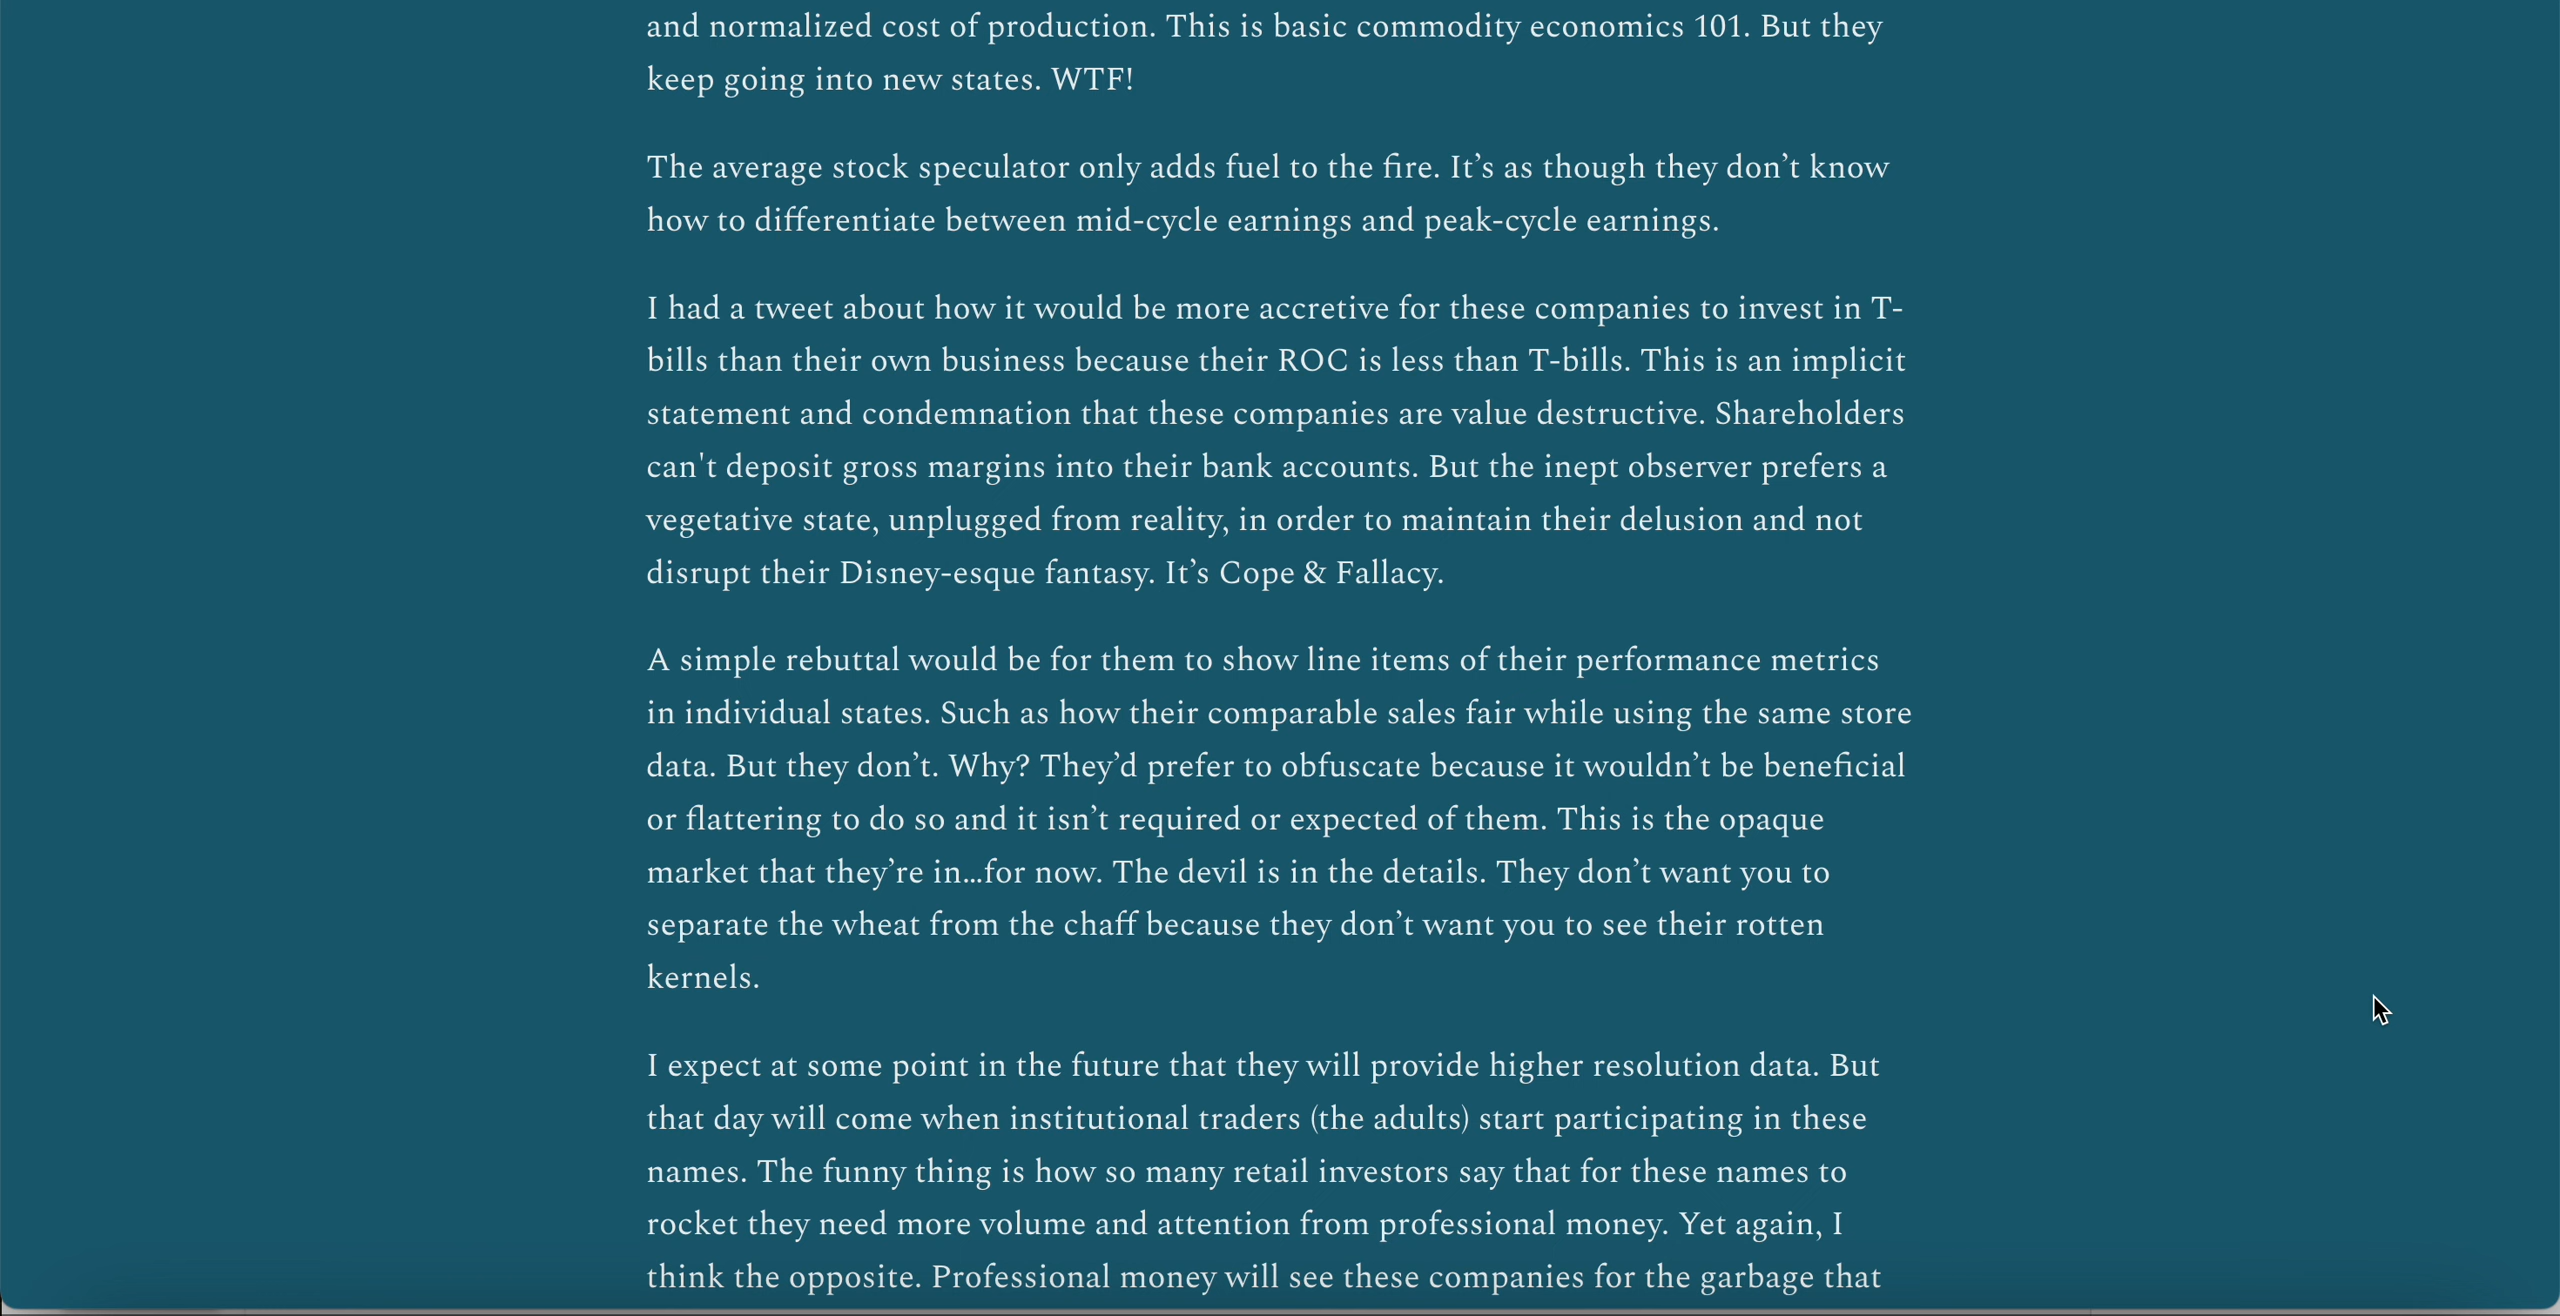 and normalized cost of production. This is basic commodity economics 101. But they
keep going into new states. WTF!
The average stock speculator only adds fuel to the fire. It’s as though they don’t know
how to differentiate between mid-cycle earnings and peak-cycle earnings.
I had a tweet about how it would be more accretive for these companies to invest in T-
bills than their own business because their ROC is less than T-bills. This is an implicit
statement and condemnation that these companies are value destructive. Shareholders
can't deposit gross margins into their bank accounts. But the inept observer prefers a
vegetative state, unplugged from reality, in order to maintain their delusion and not
disrupt their Disney-esque fantasy. It’s Cope & Fallacy.
A simple rebuttal would be for them to show line items of their performance metrics
in individual states. Such as how their comparable sales fair while using the same store
data. But they don’t. Why? They’d prefer to obfuscate because it wouldn’t be beneficial
or flattering to do so and it isn’t required or expected of them. This is the opaque
market that they’re in…for now. The devil is in the details. They don’t want you to
separate the wheat from the chaff because they don’t want you to see their rotten
kernels.
I expect at some point in the future that they will provide higher resolution data. But
that day will come when institutional traders (the adults) start participating in these
names. The funny thing is how so many retail investors say that for these names to
rocket they need more volume and attention from professional money. Yet again, I
think the opposite. Professional money will see these companies for the garbage that